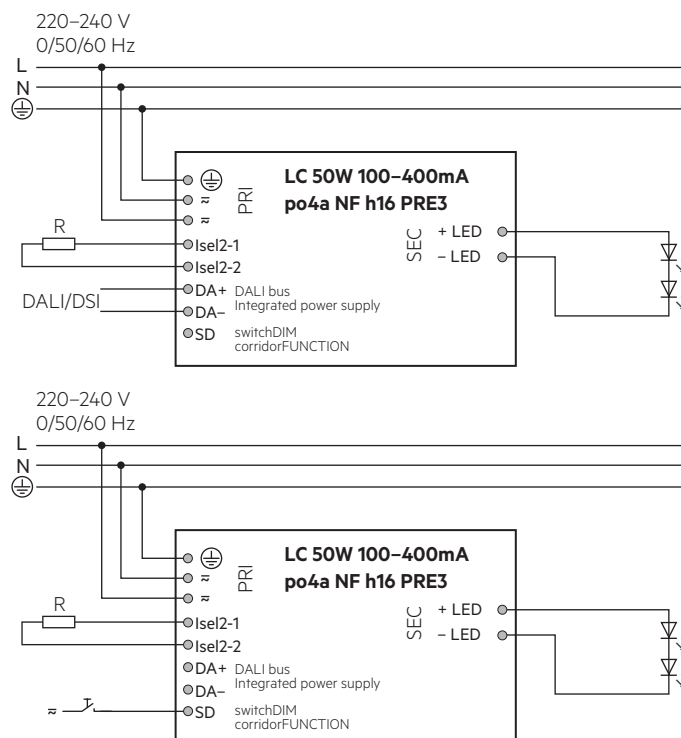 220–240 V
0/50/60 Hz
L
N
LC 50W 100–400mA
po4a NF h16 PRE3
PRI
≂
≂
SEC
+ LED
– LED
R
Isel2-1
Isel2-2
DALI/DSI
DA+ DALI bus
Integrated power supply
DA–
SD switchDIM
corridorFUNCTION
220–240 V
0/50/60 Hz
L
N
LC 50W 100–400mA
po4a NF h16 PRE3
PRI
≂
≂
SEC
+ LED
– LED
R
Isel2-1
Isel2-2
DA+ DALI bus
Integrated power supply
DA–
≂
SD switchDIM
corridorFUNCTION